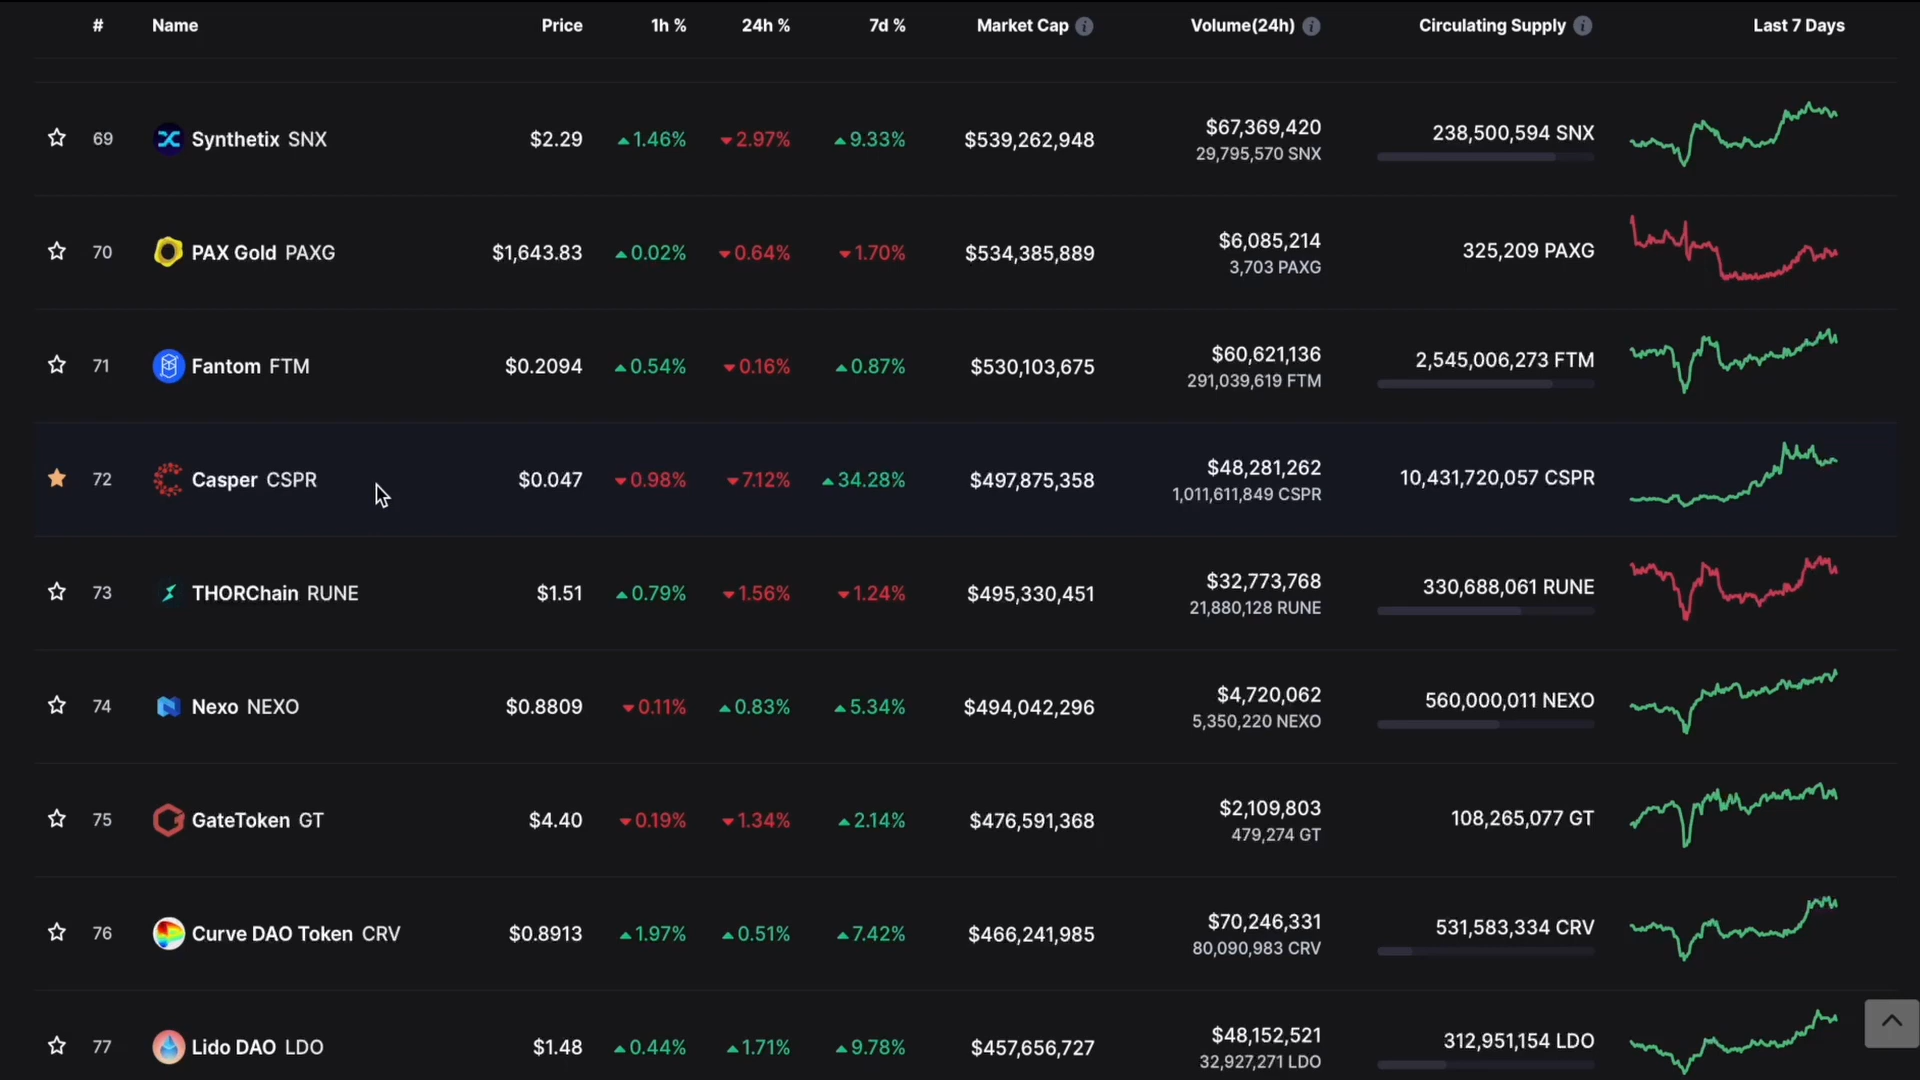 # Name Price 1h % 24h % 7d % Market Cap Volume(24h) Circulating Supply Last 7 Days
69 Synthetix SNX $2.29 1.46% 2.97% 9.33% $539,262,948 $67,369,420 238,500,594 SNX
29,795,570 SNX
70 PAX Gold PAXG $1,643.83 0.02% 0.64% 1.70% $534,385,889 $6,085,214 325,209 PAXG
3,703 PAXG
71 Fantom FTM $0.2094 0.54% 0.16% 0.87% $530,103,675 $60,621,136 2,545,006,273 FTM
291,039,619 FTM
72 Casper CSPR $0.047 0.98% 7.12% 34.28% $497,875,358 $48,281,262 10,431,720,057 CSPR
1,011,611,849 CSPR
73 THORChain RUNE $1.51 0.79% 1.56% 1.24% $495,330,451 $32,773,768 330,688,061 RUNE
21,880,128 RUNE
74 Nexo NEXO $0.8809 0.11% 0.83% 5.34% $494,042,296 $4,720,062 560,000,011 NEXO
5,350,220 NEXO
75 GateToken GT $4.40 0.19% 1.34% 2.14% $476,591,368 $2,109,803 108,265,077 GT
479,274 GT
76 Curve DAO Token CRV $0.8913 1.97% 0.51% 7.42% $466,241,985 $70,246,331 531,583,334 CRV
80,090,983 CRV
77 Lido DAO LDO $1.48 0.44% 1.71% 9.78% $457,656,727 $48,152,521 312,951,154 LDO
32,927,271 LDO